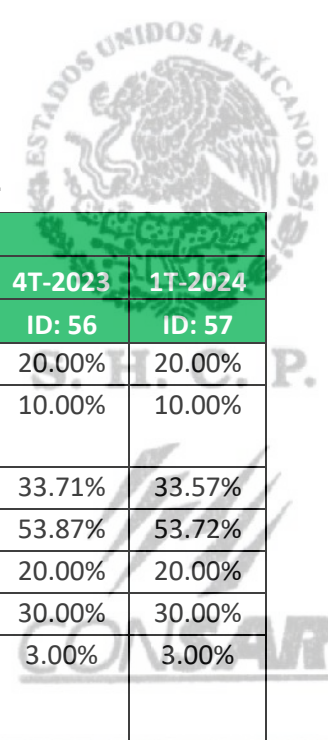 ESTADOS UNIDOS MEXICANOS
4T-2023 1T-2024
ID: 56 ID: 57
20.00% 20.00%
S. H. C. P.
10.00% 10.00%
33.71% 33.57%
53.87% 53.72%
20.00% 20.00%
30.00% 30.00%
3.00% 3.00%
CONSAR